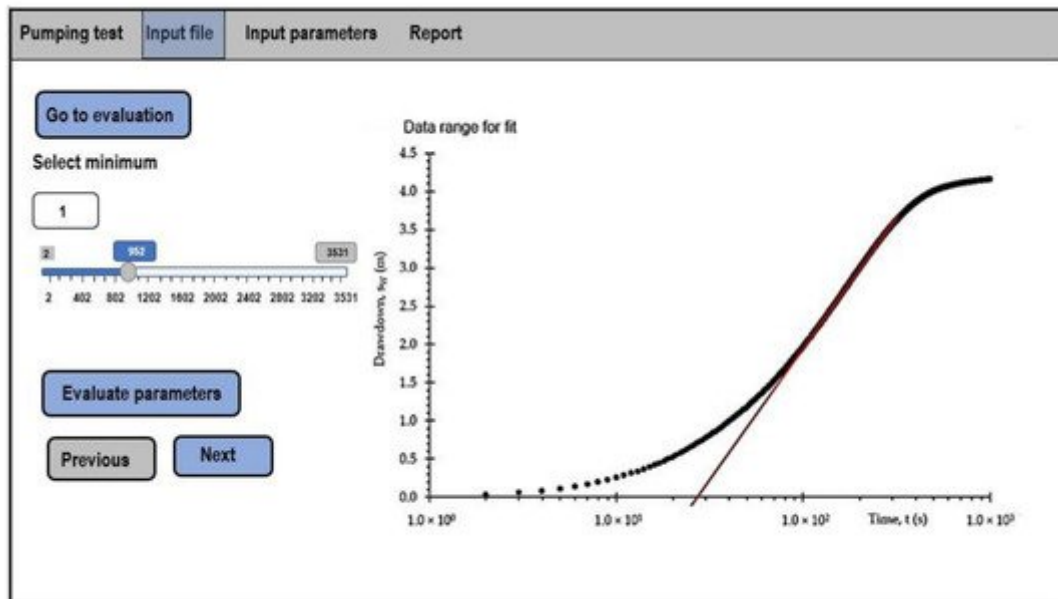 Pumping test Input file Input parameters Report
Go to evaluation
Select minimum
1
2 952 3531
2 402 802 1202 1602 2002 2402 2802 3202 3531
Evaluate parameters
Previous Next
Data range for fit
Drawdown, sw (m)
4.5
4.0
3.5
3.0
2.5
2.0
1.5
1.0
0.5
0.0
1.0 × 10⁰ 1.0 × 10¹ 1.0 × 10² Time, t (s) 1.0 × 10³